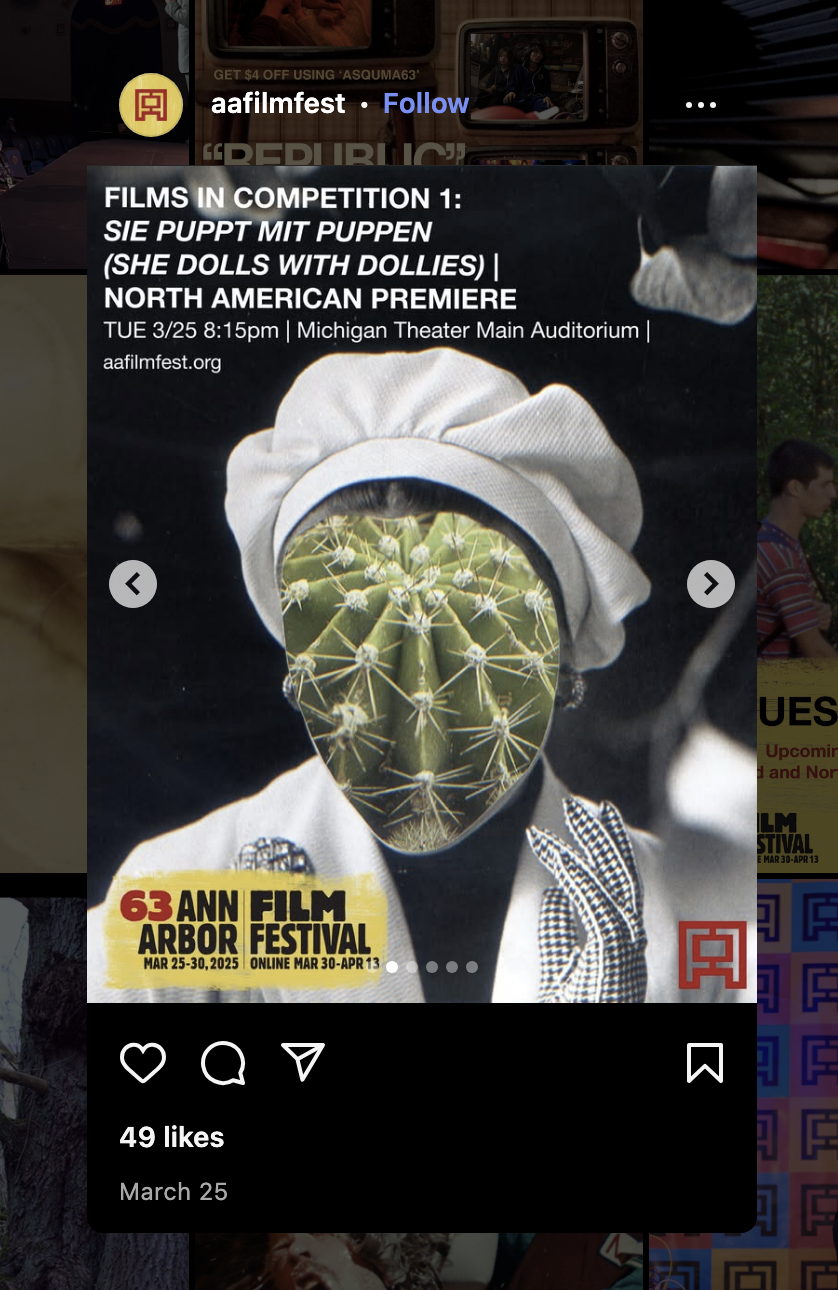 GET $4 OFF USING 'ASQUMA63'
aafilmfest • Follow
"REPUBLIC"
FILMS IN COMPETITION 1:
SIE PUPPT MIT PUPPEN
(SHE DOLLS WITH DOLLIES) |
NORTH AMERICAN PREMIERE
TUE 3/25 8:15pm | Michigan Theater Main Auditorium |
aafilmfest.org
UES
Upcomin
d and Nor
LM
STIVAL
E MAR 30-APR 13
63 ANN ARBOR
FILM FESTIVAL
MAR 25-30, 2025
ONLINE MAR 30-APR 13
49 likes
March 25